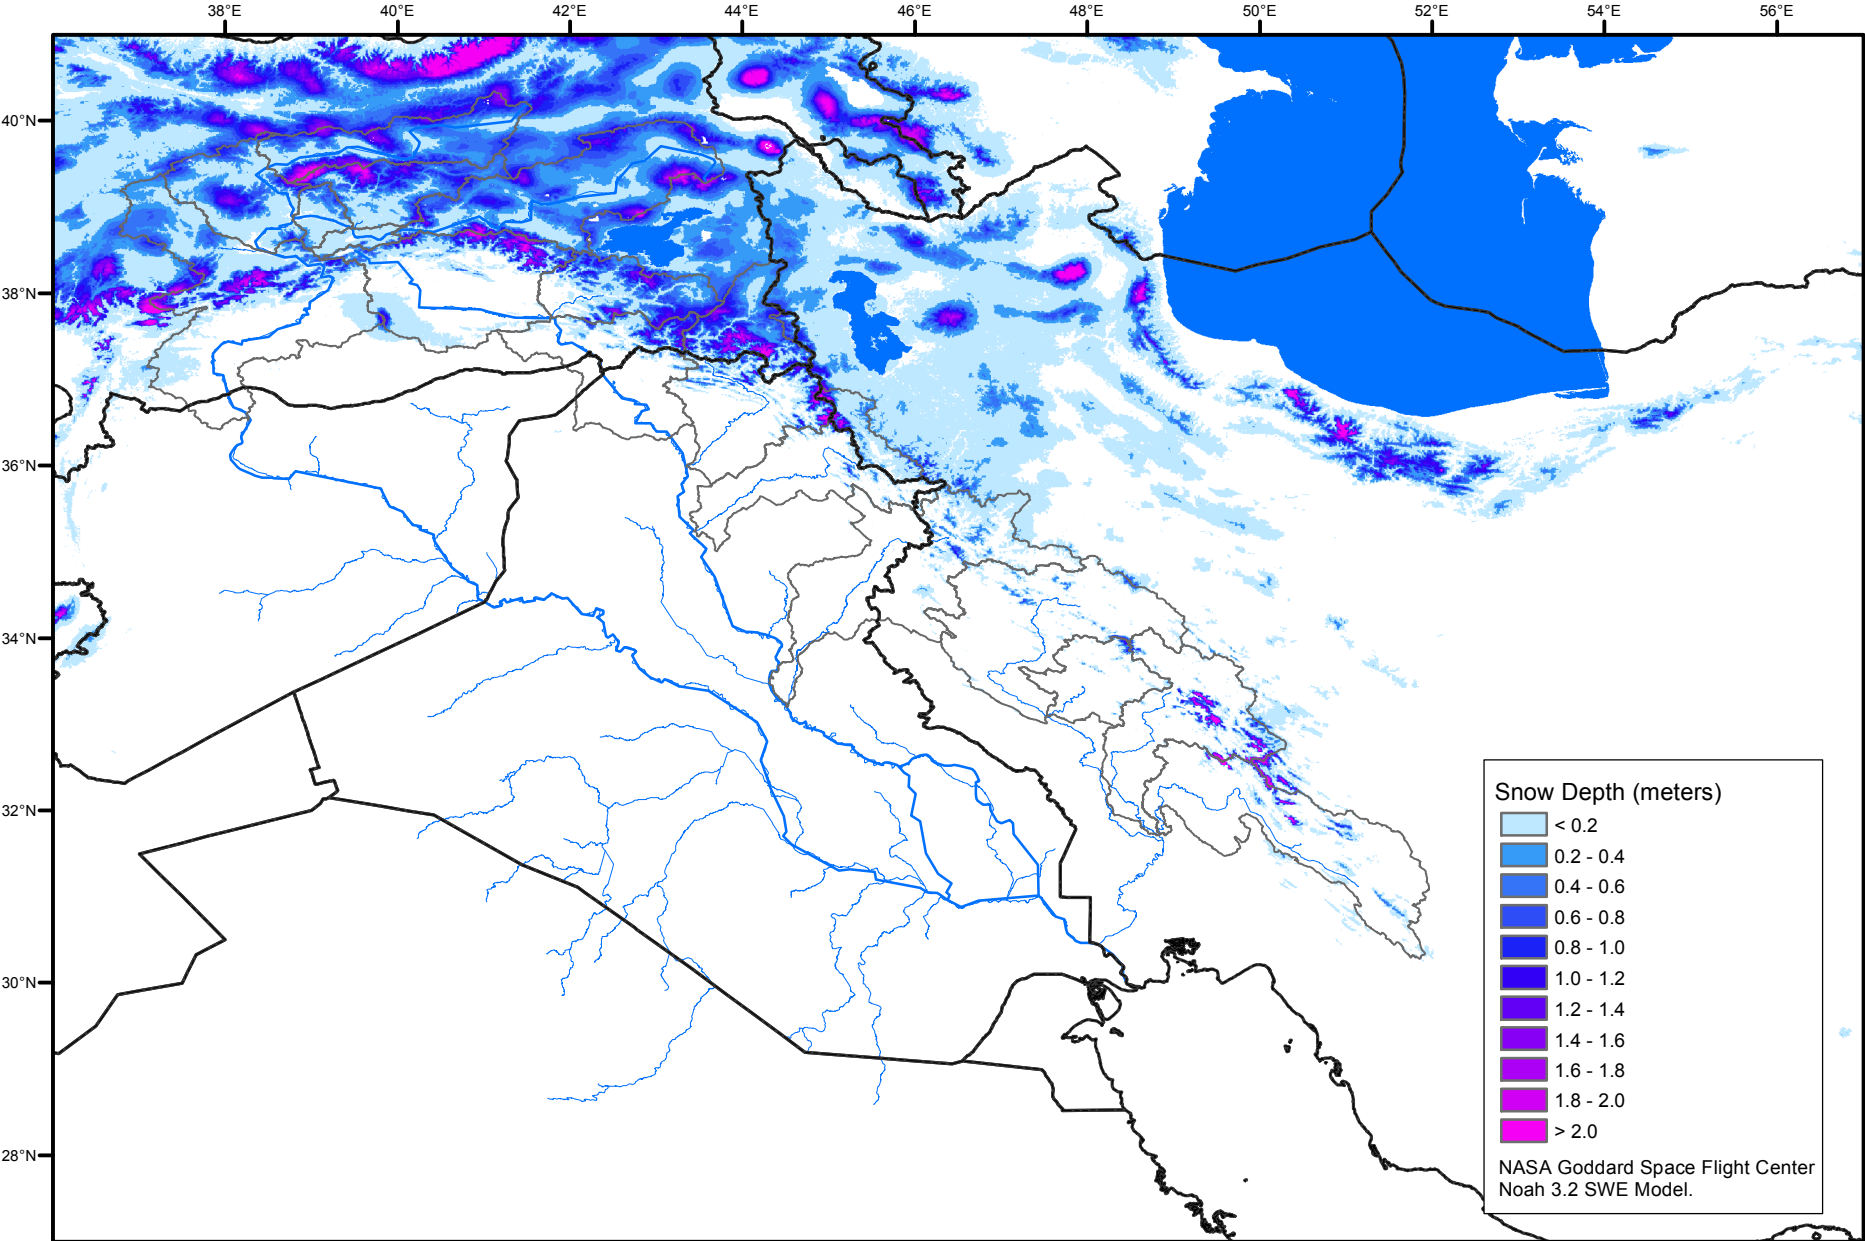 38°E 40°E 42°E 44°E 46°E 48°E 50°E 52°E 54°E 56°E
40°N
38°N
36°N
34°N
32°N
30°N
28°N
Snow Depth (meters)
< 0.2
0.2 - 0.4
0.4 - 0.6
0.6 - 0.8
0.8 - 1.0
1.0 - 1.2
1.2 - 1.4
1.4 - 1.6
1.6 - 1.8
1.8 - 2.0
> 2.0
NASA Goddard Space Flight Center
Noah 3.2 SWE Model.